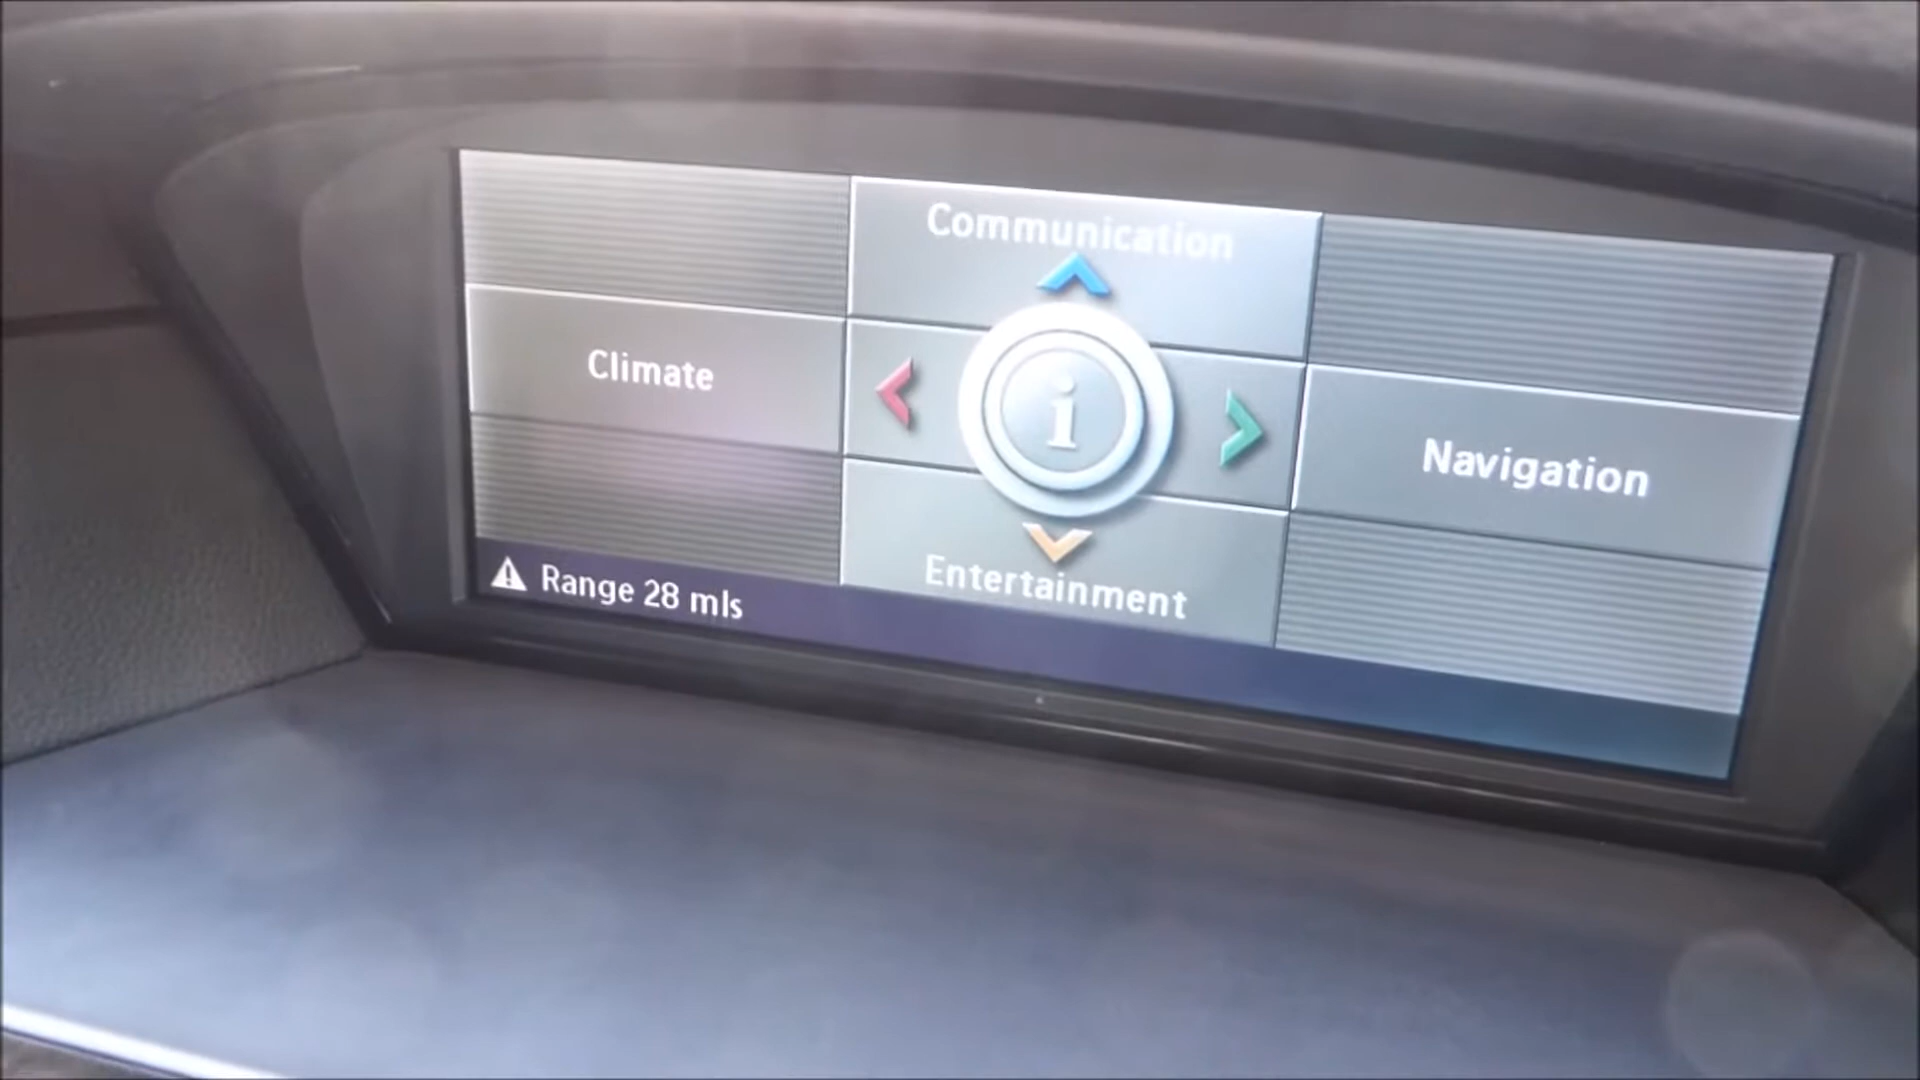 Communication
Climate
i
Navigation
Entertainment
Range 28 mls